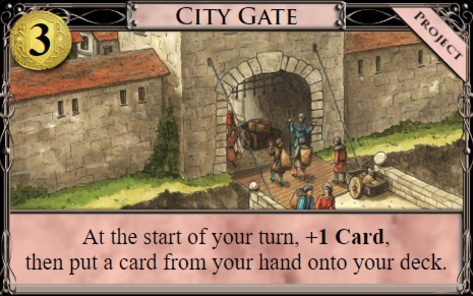 CITY GATE
PROJECT
3
At the start of your turn, +1 Card,
then put a card from your hand onto your deck.